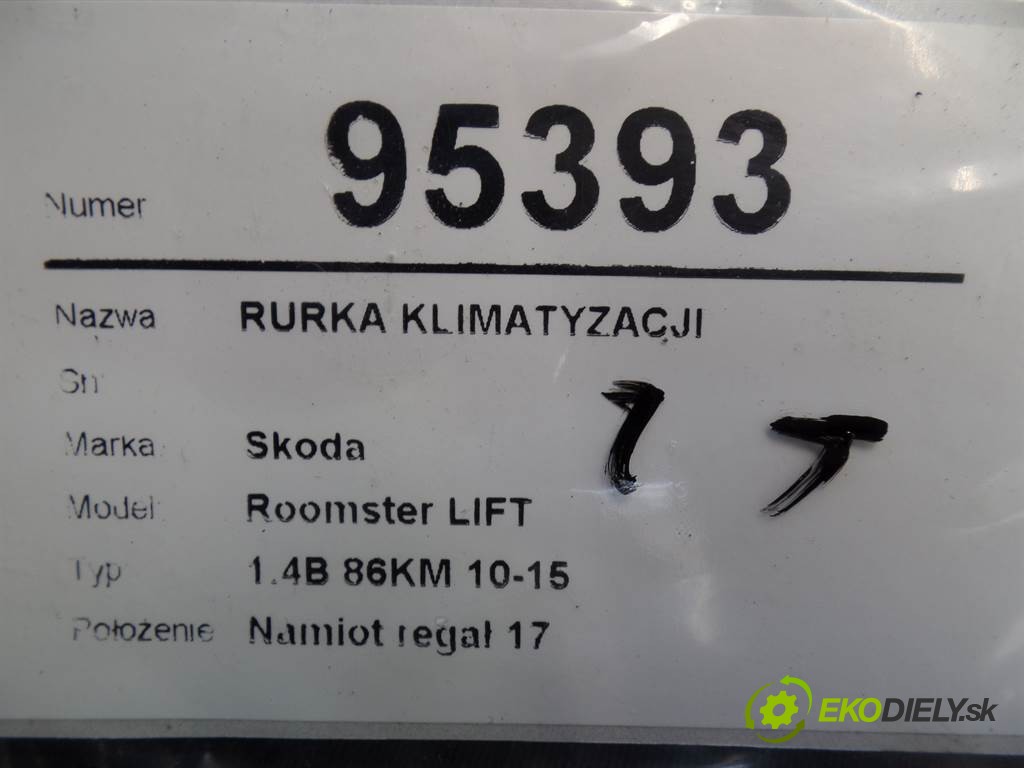 Numer 95393
Nazwa RURKA KLIMATYZACJI
Sn
Marka Skoda
Model Roomster LIFT
Typ 1.4B 86KM 10-15
Położenie Namiot regał 17
EKODIELY.sk